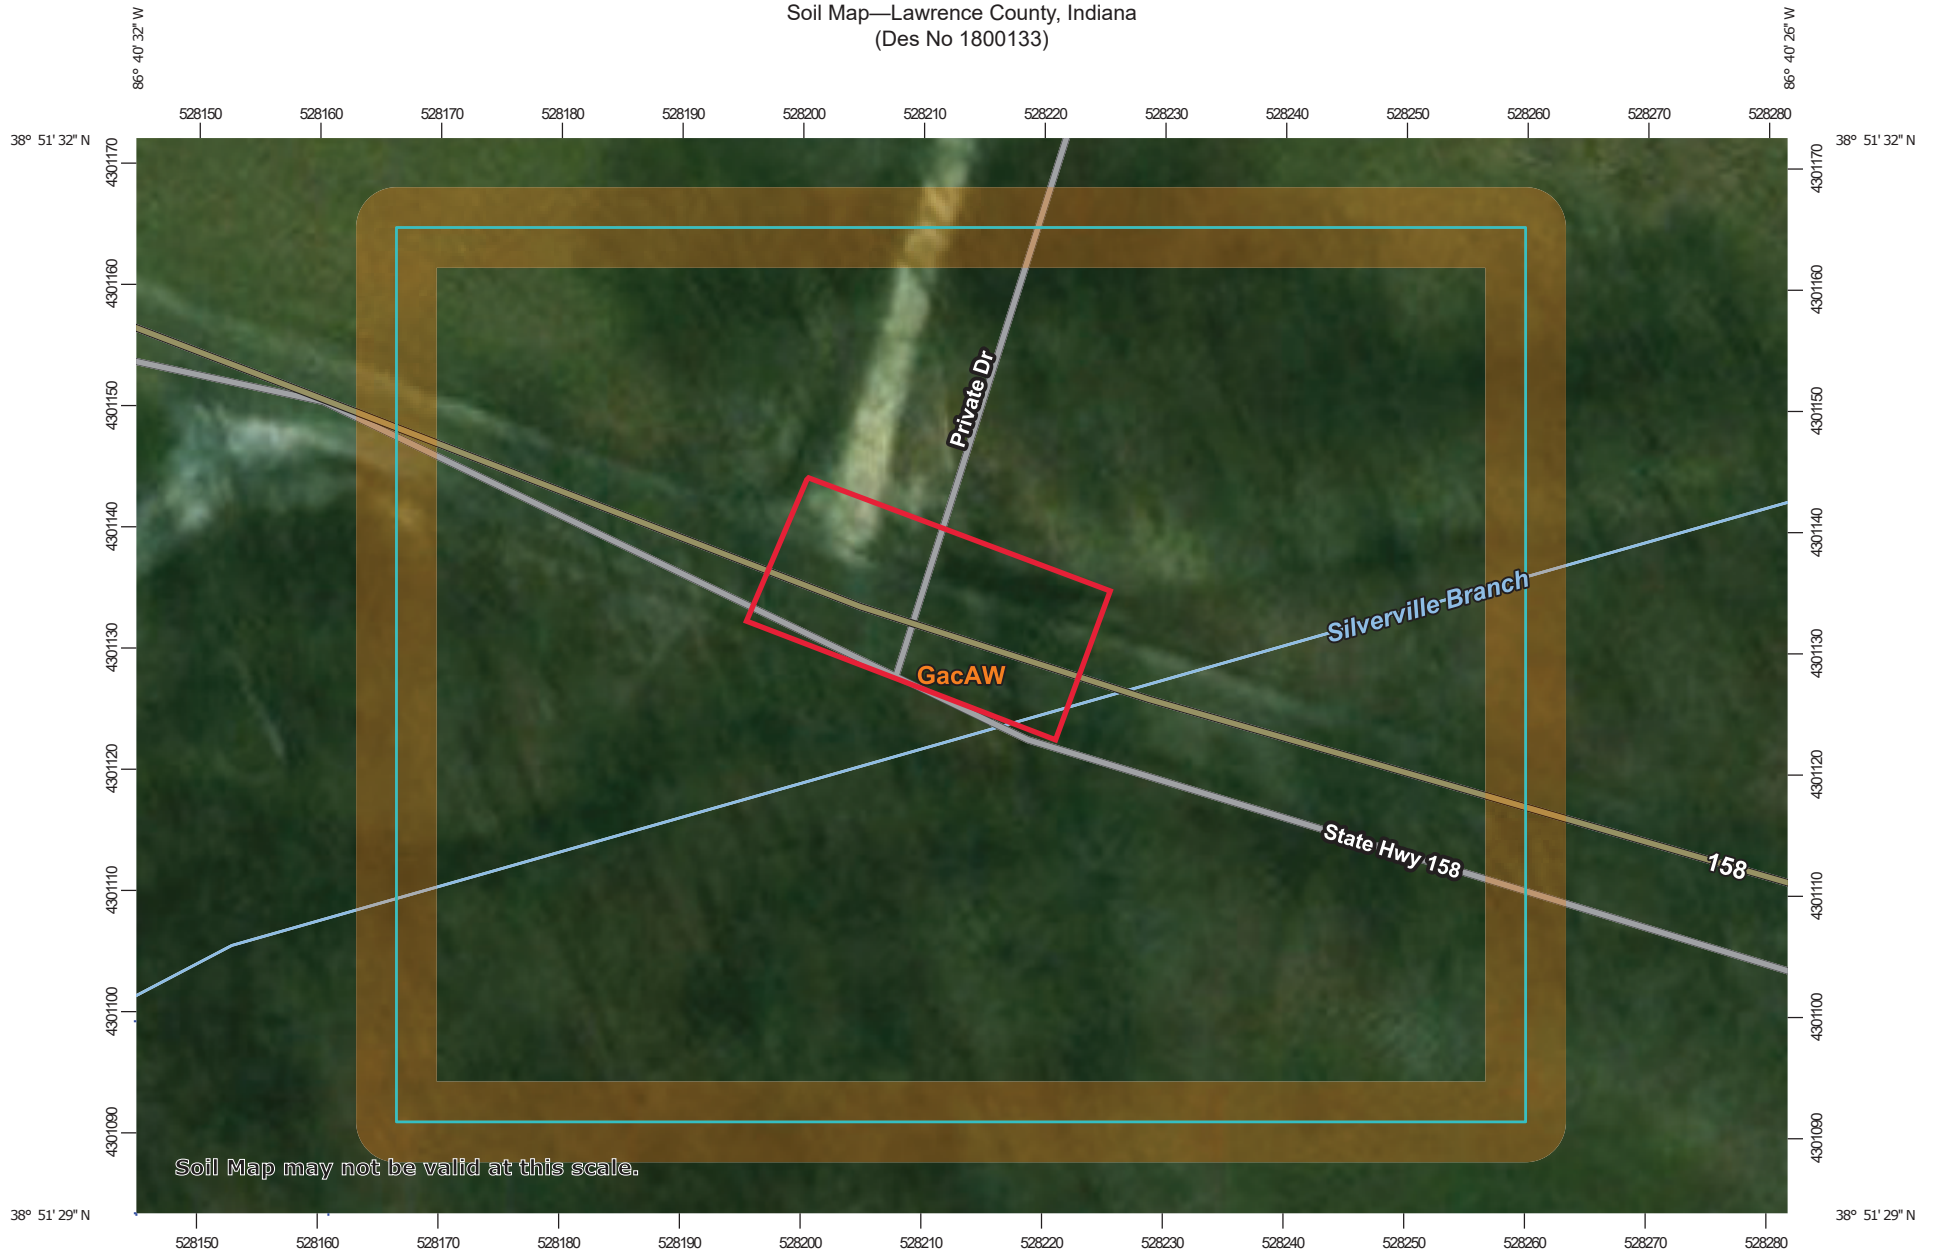 Soil Map—Lawrence County, Indiana
(Des No 1800133)
86° 40' 32'' W
86° 40' 26'' W
528150 528160 528170 528180 528190 528200 528210 528220 528230 528240 528250 528260 528270 528280
38° 51' 32'' N
38° 51' 32'' N
4301170
4301170
4301160
4301160
4301150
4301150
4301140
4301140
4301130
4301130
4301120
4301120
4301110
4301110
4301100
4301100
4301090
4301090
Private Dr
Silverville Branch
GacAW
State Hwy 158
158
Soil Map may not be valid at this scale.
38° 51' 29'' N
38° 51' 29'' N
528150 528160 528170 528180 528190 528200 528210 528220 528230 528240 528250 528260 528270 528280